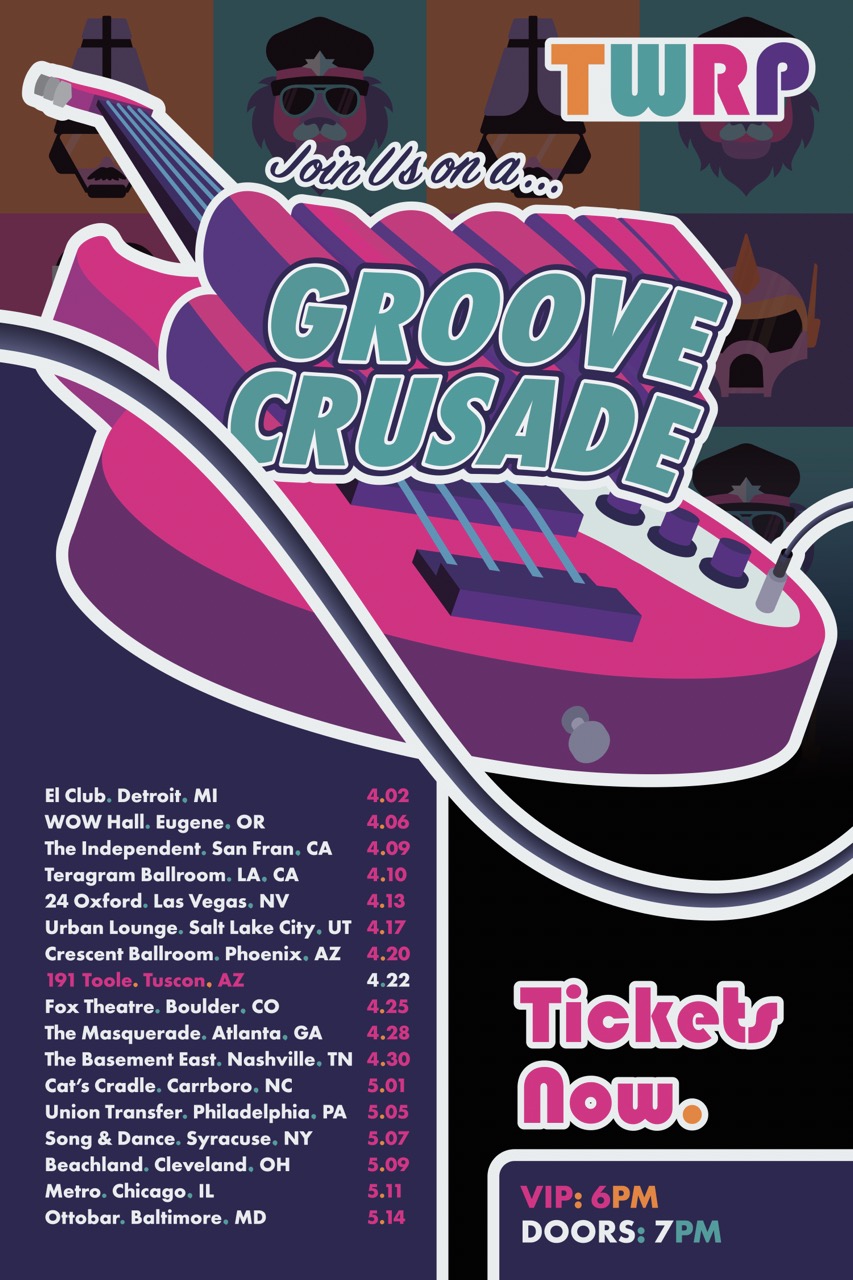 TWRP
Join Us on a...
GROOVE
CRUSADE
El Club. Detroit. MI 4.02
WOW Hall. Eugene. OR 4.06
The Independent. San Fran. CA 4.09
Teragram Ballroom. LA. CA 4.10
24 Oxford. Las Vegas. NV 4.13
Urban Lounge. Salt Lake City. UT 4.17
Crescent Ballroom. Phoenix. AZ 4.20
191 Toole. Tuscon. AZ 4.22
Fox Theatre. Boulder. CO 4.25
The Masquerade. Atlanta. GA 4.28
The Basement East. Nashville. TN 4.30
Cat's Cradle. Carrboro. NC 5.01
Union Transfer. Philadelphia. PA 5.05
Song & Dance. Syracuse. NY 5.07
Beachland. Cleveland. OH 5.09
Metro. Chicago. IL 5.11
Ottobar. Baltimore. MD 5.14
Tickets
Now.
VIP: 6PM
DOORS: 7PM